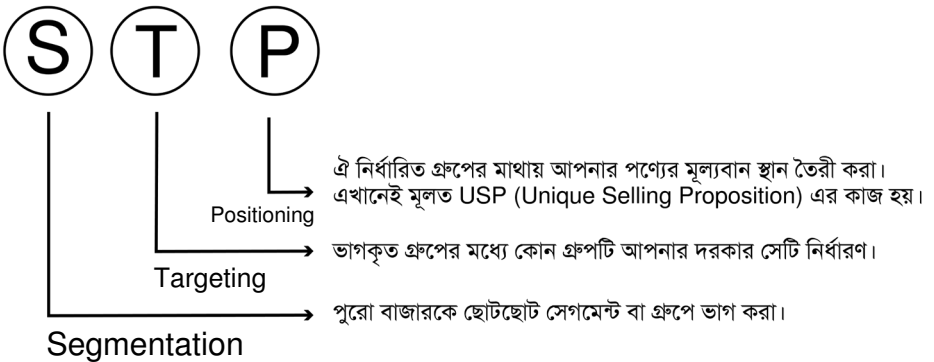 S T P
ঐ নির্ধারিত গ্রুপের মাথায় আপনার পণ্যের মূল্যবান স্থান তৈরী করা।
এখানেই মূলত USP (Unique Selling Proposition) এর কাজ হয়।
Positioning
ভাগকৃত গ্রুপের মধ্যে কোন গ্রুপটি আপনার দরকার সেটি নির্ধারণ।
Targeting
পুরো বাজারকে ছোটছোট সেগমেন্ট বা গ্রুপে ভাগ করা।
Segmentation